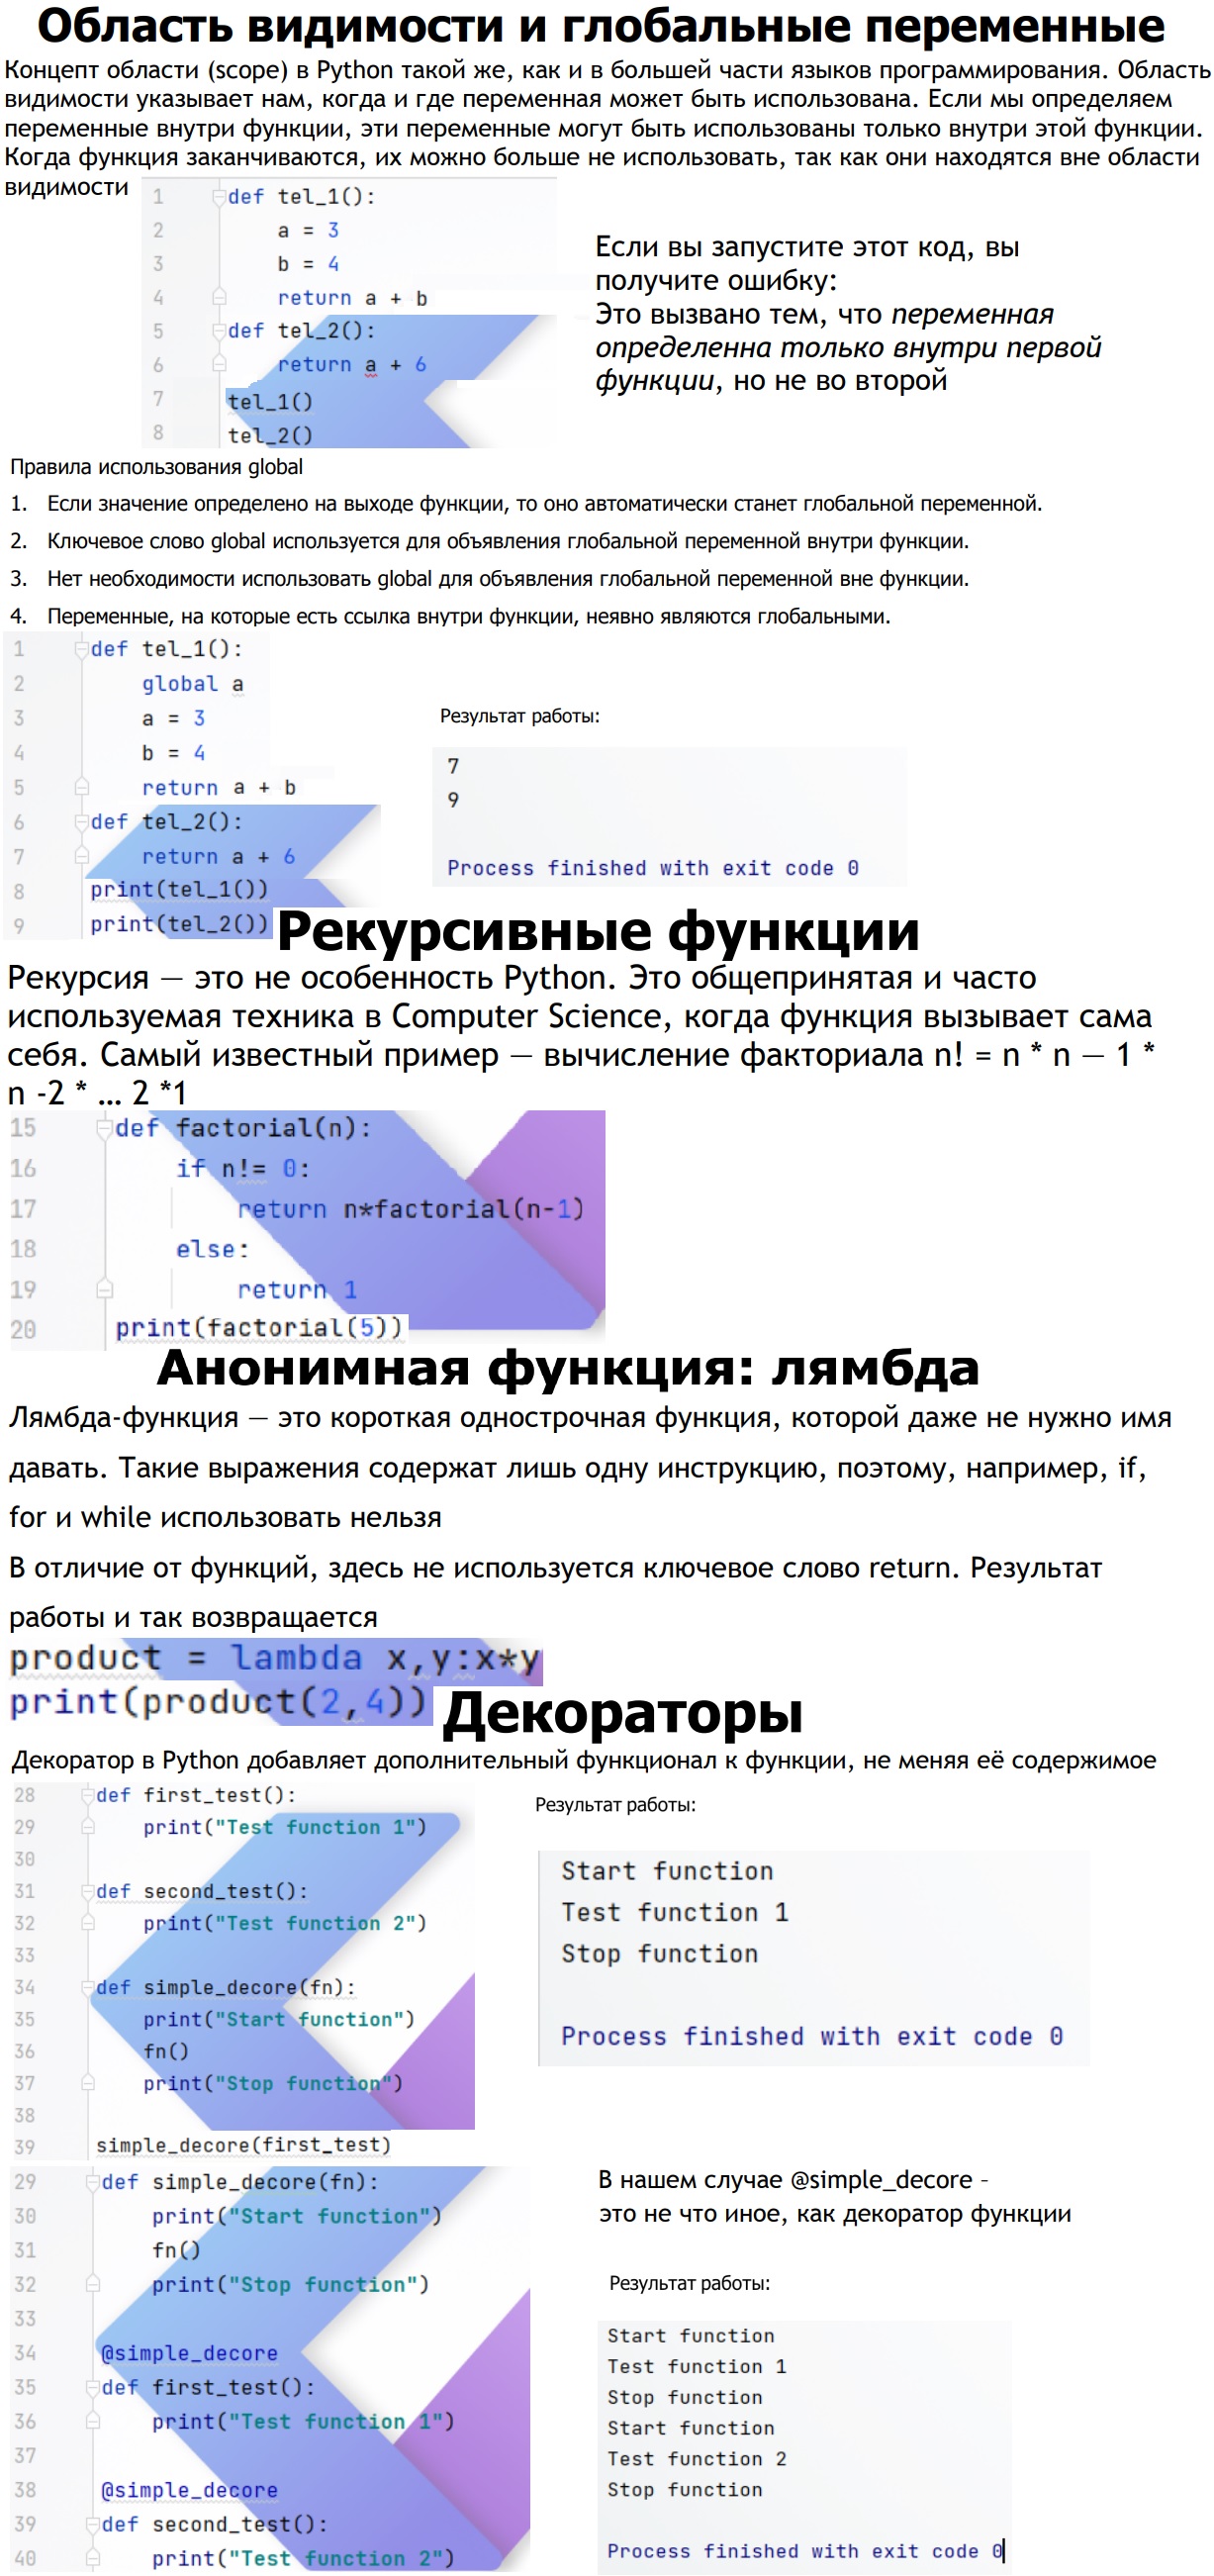 Область видимости и глобальные переменные
Концепт области (scope) в Python такой же, как и в большей части языков программирования. Область
видимости указывает нам, когда и где переменная может быть использована. Если мы определяем
переменные внутри функции, эти переменные могут быть использованы только внутри этой функции.
Когда функция заканчиваются, их можно больше не использовать, так как они находятся вне области
видимости
1 def tel_1():
2     a = 3
3     b = 4
4     return a + b
5 def tel_2():
6     return a + 6
7 tel_1()
8 tel_2()
Если вы запустите этот код, вы
получите ошибку:
Это вызвано тем, что переменная
определенна только внутри первой
функции, но не во второй
Правила использования global
1. Если значение определено на выходе функции, то оно автоматически станет глобальной переменной.
2. Ключевое слово global используется для объявления глобальной переменной внутри функции.
3. Нет необходимости использовать global для объявления глобальной переменной вне функции.
4. Переменные, на которые есть ссылка внутри функции, неявно являются глобальными.
1 def tel_1():
2     global a
3     a = 3
4     b = 4
5     return a + b
6 def tel_2():
7     return a + 6
8 print(tel_1())
9 print(tel_2())
Результат работы:
7
9
Process finished with exit code 0
Рекурсивные функции
Рекурсия — это не особенность Python. Это общепринятая и часто
используемая техника в Computer Science, когда функция вызывает сама
себя. Самый известный пример — вычисление факториала n! = n * n — 1 *
n -2 * … 2 *1
15 def factorial(n):
16     if n!= 0:
17         return n*factorial(n-1)
18     else:
19         return 1
20 print(factorial(5))
Анонимная функция: лямбда
Лямбда-функция — это короткая однострочная функция, которой даже не нужно имя
давать. Такие выражения содержат лишь одну инструкцию, поэтому, например, if,
for и while использовать нельзя
В отличие от функций, здесь не используется ключевое слово return. Результат
работы и так возвращается
product = lambda x,y:x*y
print(product(2,4))
Декораторы
Декоратор в Python добавляет дополнительный функционал к функции, не меняя её содержимое
28 def first_test():
29     print("Test function 1")
30
31 def second_test():
32     print("Test function 2")
33
34 def simple_decore(fn):
35     print("Start function")
36     fn()
37     print("Stop function")
38
39 simple_decore(first_test)
Результат работы:
Start function
Test function 1
Stop function
Process finished with exit code 0
29 def simple_decore(fn):
30     print("Start function")
31     fn()
32     print("Stop function")
33
34 @simple_decore
35 def first_test():
36     print("Test function 1")
37
38 @simple_decore
39 def second_test():
40     print("Test function 2")
В нашем случае @simple_decore -
это не что иное, как декоратор функции
Результат работы:
Start function
Test function 1
Stop function
Start function
Test function 2
Stop function
Process finished with exit code 0